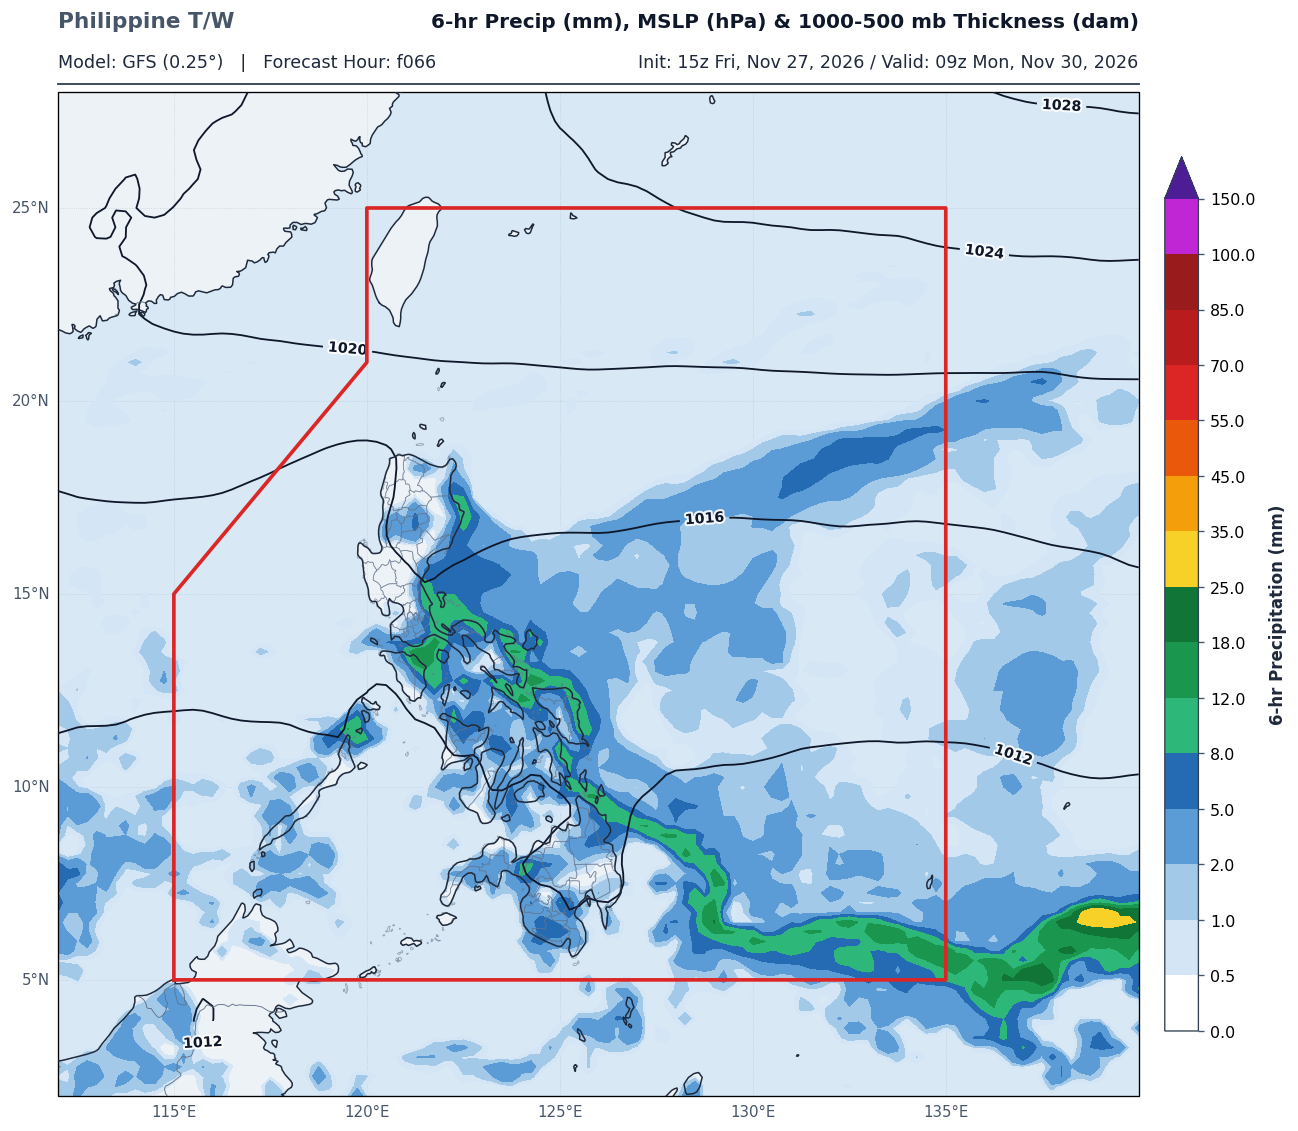 Philippine T/W
6-hr Precip (mm), MSLP (hPa) & 1000-500 mb Thickness (dam)
Model: GFS (0.25°) | Forecast Hour: f066
Init: 15z Fri, Nov 27, 2026 / Valid: 09z Mon, Nov 30, 2026
1028
1024
1020
1016
1012
1012
25°N
20°N
15°N
10°N
5°N
115°E
120°E
125°E
130°E
135°E
150.0
100.0
85.0
70.0
55.0
45.0
35.0
25.0
18.0
12.0
8.0
5.0
2.0
1.0
0.5
0.0
6-hr Precipitation (mm)